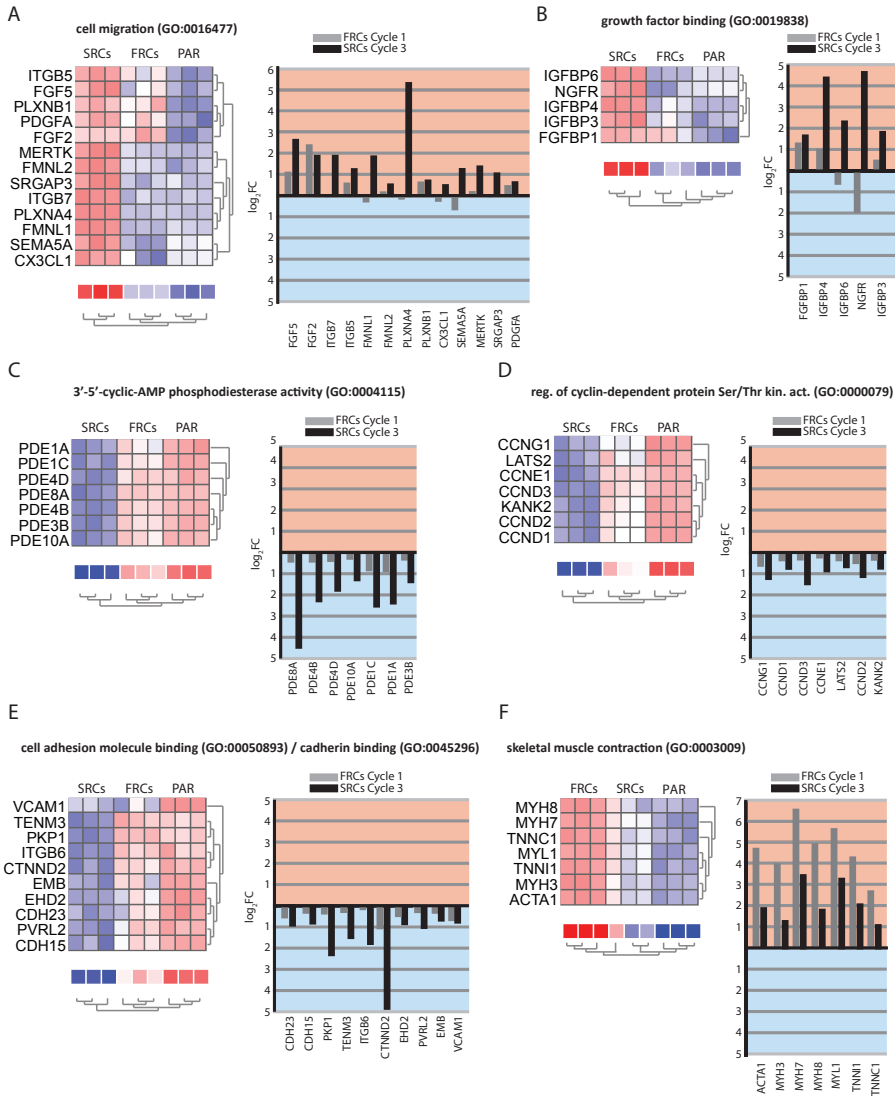 A
cell migration (GO:0016477)
SRCs FRCs PAR
ITGB5
FGF5
PLXNB1
PDGFA
FGF2
MERTK
FMNL2
SRGAP3
ITGB7
PLXNA4
FMNL1
SEMA5A
CX3CL1
FRCs Cycle 1
SRCs Cycle 3
6
5
4
3
2
1
1
2
3
4
5
log2FC
FGF5 FGF2 ITGB7 ITGB5 FMNL1 FMNL2 PLXNA4 PLXNB1 CX3CL1 SEMA5A MERTK SRGAP3 PDGFA
B
growth factor binding (GO:0019838)
SRCs FRCs PAR
IGFBP6
NGFR
IGFBP4
IGFBP3
FGFBP1
FRCs Cycle 1
SRCs Cycle 3
5
4
3
2
1
1
2
3
4
5
log2FC
FGFBP1 IGFBP4 IGFBP6 NGFR IGFBP3
C
3′-5′-cyclic-AMP phosphodiesterase activity (GO:0004115)
SRCs FRCs PAR
PDE1A
PDE1C
PDE4D
PDE8A
PDE4B
PDE3B
PDE10A
FRCs Cycle 1
SRCs Cycle 3
5
4
3
2
1
1
2
3
4
5
log2FC
PDE8A PDE4B PDE4D PDE10A PDE1C PDE1A PDE3B
D
reg. of cyclin-dependent protein Ser/Thr kin. act. (GO:0000079)
SRCs FRCs PAR
CCNG1
LATS2
CCNE1
CCND3
KANK2
CCND2
CCND1
FRCs Cycle 1
SRCs Cycle 3
5
4
3
2
1
1
2
3
4
5
log2FC
CCNG1 CCND1 CCND3 CCNE1 LATS2 CCND2 KANK2
E
cell adhesion molecule binding (GO:00050893) / cadherin binding (GO:0045296)
SRCs FRCs PAR
VCAM1
TENM3
PKP1
ITGB6
CTNND2
EMB
EHD2
CDH23
PVRL2
CDH15
FRCs Cycle 1
SRCs Cycle 3
5
4
3
2
1
1
2
3
4
5
log2FC
CDH23 CDH15 PKP1 TENM3 ITGB6 CTNND2 EHD2 PVRL2 EMB VCAM1
F
skeletal muscle contraction (GO:0003009)
FRCs SRCs PAR
MYH8
MYH7
TNNC1
MYL1
TNNI1
MYH3
ACTA1
FRCs Cycle 1
SRCs Cycle 3
7
6
5
4
3
2
1
1
2
3
4
5
log2FC
ACTA1 MYH3 MYH7 MYH8 MYL1 TNNI1 TNNC1